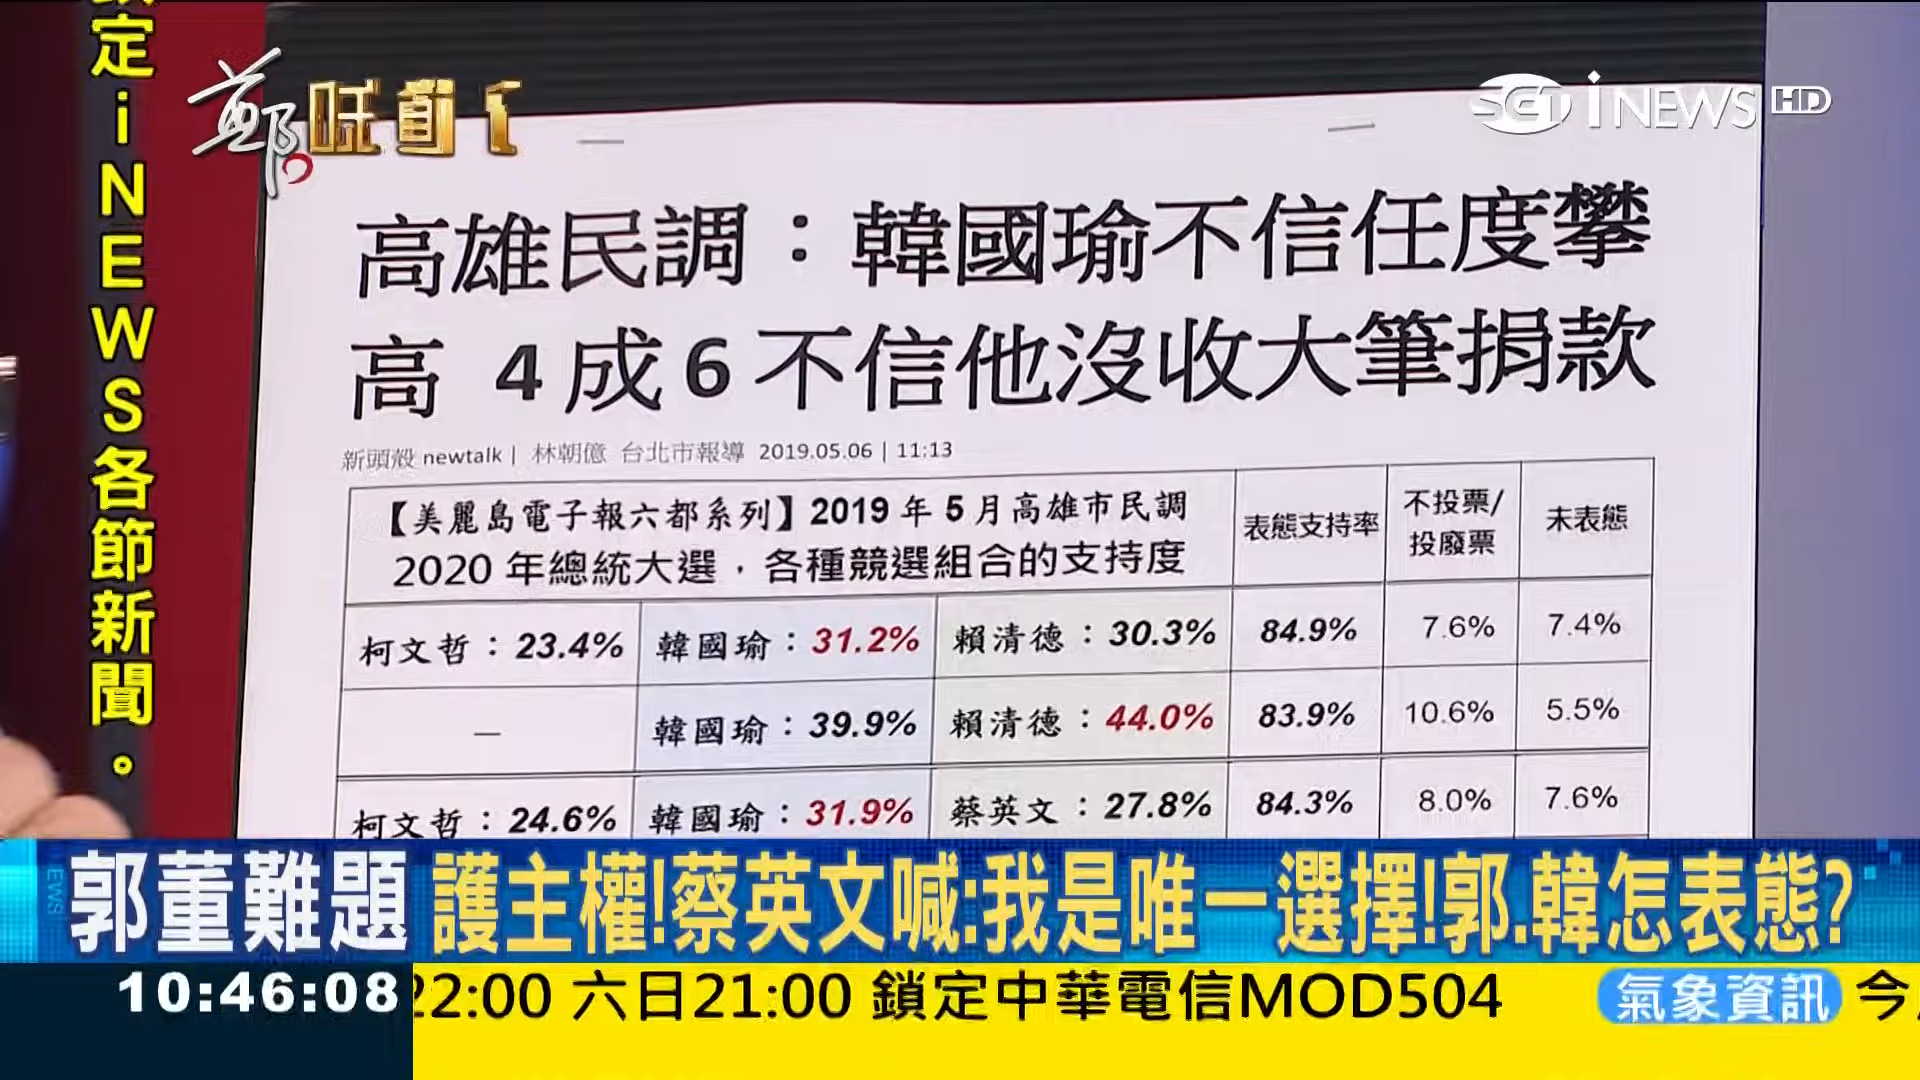 定iNEWS各節新聞。
鄭
SET iNEWS HD
高雄民調：韓國瑜不信任度攀
高 4成6不信他沒收大筆捐款
新頭殼 newtalk | 林朝億 台北市報導 2019.05.06 | 11:13
【美麗島電子報六都系列】2019年5月高雄市民調
2020年總統大選，各種競選組合的支持度
表態支持率
不投票/
投廢票
未表態
柯文哲：23.4% 韓國瑜：31.2% 賴清德：30.3% 84.9% 7.6% 7.4%
— 韓國瑜：39.9% 賴清德：44.0% 83.9% 10.6% 5.5%
柯文哲：24.6% 韓國瑜：31.9% 蔡英文：27.8% 84.3% 8.0% 7.6%
郭董難題 護主權!蔡英文喊:我是唯一選擇!郭.韓怎表態?
10:46:08 22:00 六日21:00 鎖定中華電信MOD504 氣象資訊 今